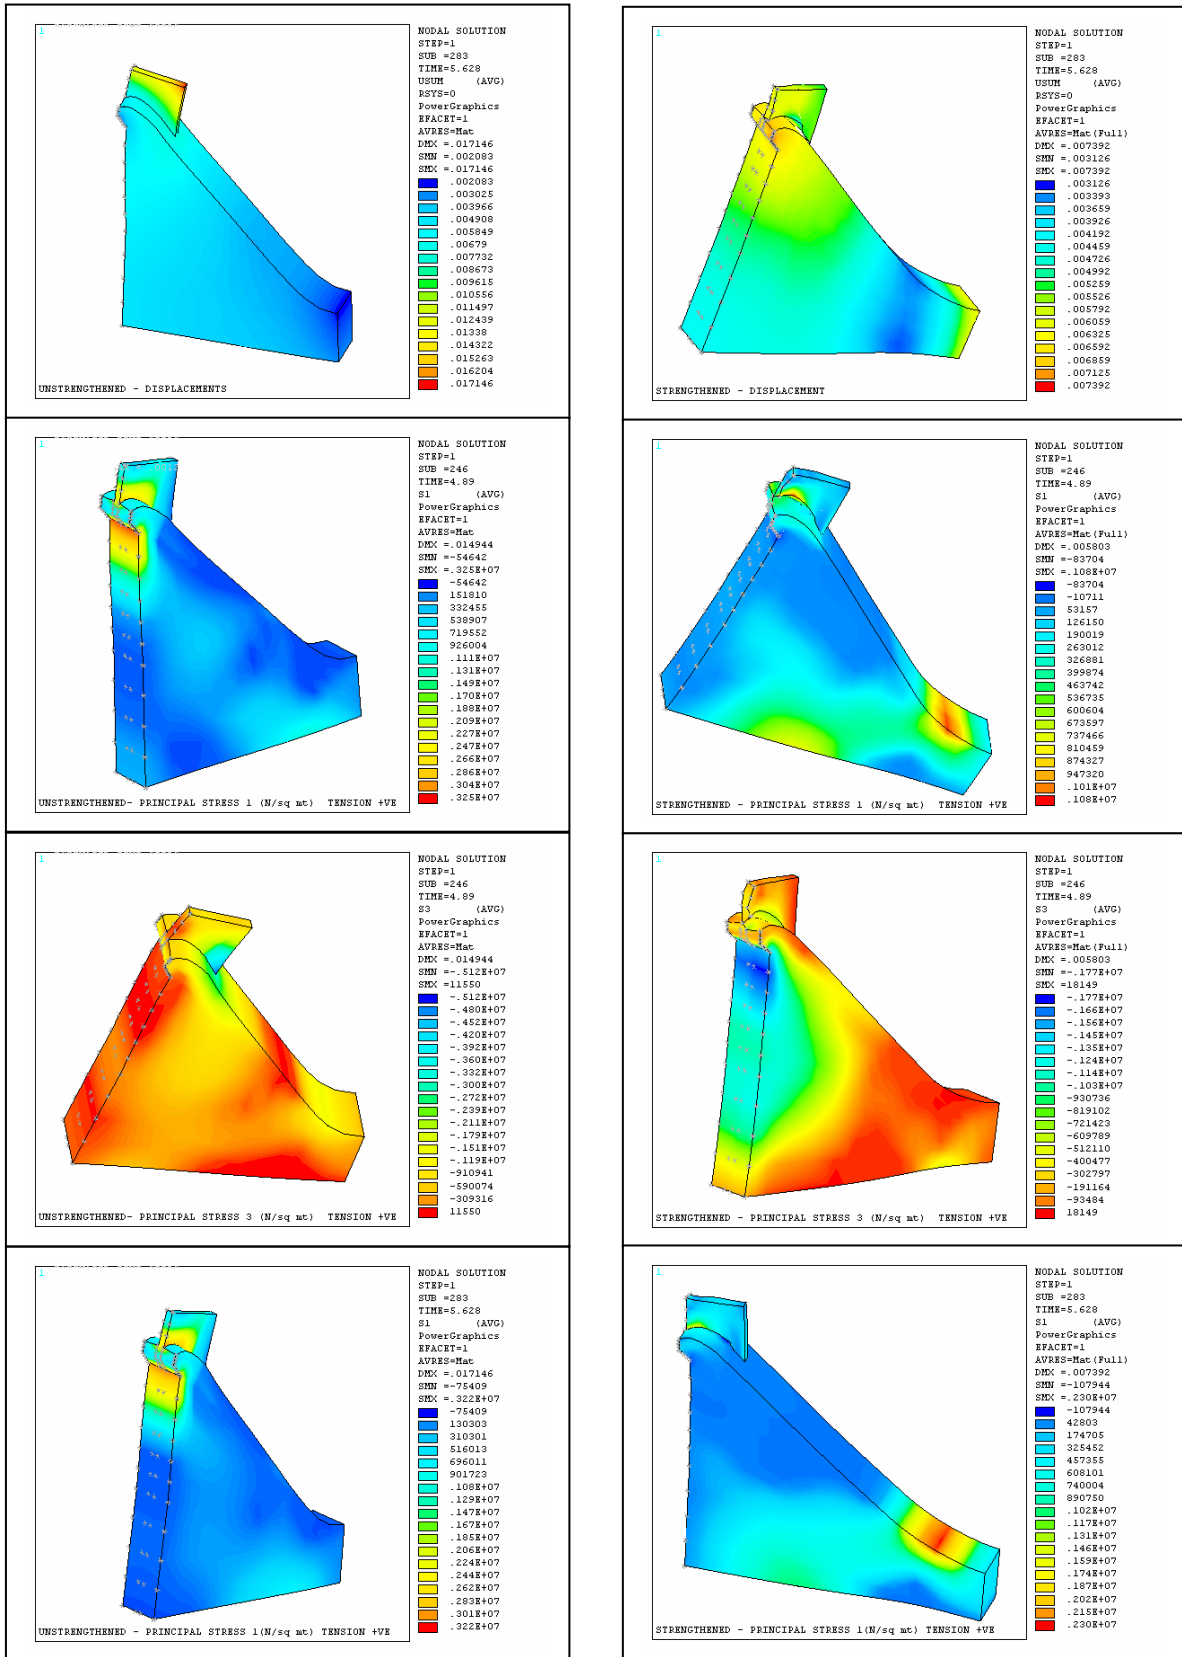 1
NODAL SOLUTION
STEP=1
SUB =283
TIME=5.628
USUM (AVG)
RSYS=0
PowerGraphics
EFACET=1
AVRES=Mat
DMX =.017146
SMN =.002083
SMX =.017146
.002083
.003025
.003966
.004908
.005849
.00679
.007732
.008673
.009615
.010556
.011497
.012439
.01338
.014322
.015263
.016204
.017146
UNSTRENGTHENED - DISPLACEMENTS
1
NODAL SOLUTION
STEP=1
SUB =283
TIME=5.628
USUM (AVG)
RSYS=0
PowerGraphics
EFACET=1
AVRES=Mat(Full)
DMX =.007392
SMN =.003126
SMX =.007392
.003126
.003393
.003659
.003926
.004192
.004459
.004726
.004992
.005259
.005526
.005792
.006059
.006325
.006592
.006859
.007125
.007392
STRENGTHENED - DISPLACEMENT
1
NODAL SOLUTION
STEP=1
SUB =246
TIME=4.89
S1 (AVG)
PowerGraphics
EFACET=1
AVRES=Mat
DMX =.014944
SMN =-54642
SMX =.325E+07
-54642
151810
332455
538907
719552
926004
.111E+07
.131E+07
.149E+07
.170E+07
.188E+07
.209E+07
.227E+07
.247E+07
.266E+07
.286E+07
.304E+07
.325E+07
UNSTRENGTHENED- PRINCIPAL STRESS 1 (N/sq mt) TENSION +VE
1
NODAL SOLUTION
STEP=1
SUB =246
TIME=4.89
S1 (AVG)
PowerGraphics
EFACET=1
AVRES=Mat(Full)
DMX =.005803
SMN =-83704
SMX =.108E+07
-83704
-10711
53157
126150
190019
263012
326881
399874
463742
536735
600604
673597
737466
810459
874327
947320
.101E+07
.108E+07
STRENGTHENED - PRINCIPAL STRESS 1 (N/sq mt) TENSION +VE
1
NODAL SOLUTION
STEP=1
SUB =246
TIME=4.89
S3 (AVG)
PowerGraphics
EFACET=1
AVRES=Mat
DMX =.014944
SMN =-.512E+07
SMX =11550
-.512E+07
-.480E+07
-.452E+07
-.420E+07
-.392E+07
-.360E+07
-.332E+07
-.300E+07
-.272E+07
-.239E+07
-.211E+07
-.179E+07
-.151E+07
-.119E+07
-910941
-590074
-309316
11550
UNSTRENGTHENED- PRINCIPAL STRESS 3 (N/sq mt) TENSION +VE
1
NODAL SOLUTION
STEP=1
SUB =246
TIME=4.89
S3 (AVG)
PowerGraphics
EFACET=1
AVRES=Mat(Full)
DMX =.005803
SMN =-.177E+07
SMX =18149
-.177E+07
-.166E+07
-.156E+07
-.145E+07
-.135E+07
-.124E+07
-.114E+07
-.103E+07
-930736
-819102
-721423
-609789
-512110
-400477
-302797
-191164
-93484
18149
STRENGTHENED - PRINCIPAL STRESS 3 (N/sq mt) TENSION +VE
1
NODAL SOLUTION
STEP=1
SUB =283
TIME=5.628
S1 (AVG)
PowerGraphics
EFACET=1
AVRES=Mat
DMX =.017146
SMN =-75409
SMX =.322E+07
-75409
130303
310301
516013
696011
901723
.108E+07
.129E+07
.147E+07
.167E+07
.185E+07
.206E+07
.224E+07
.244E+07
.262E+07
.283E+07
.301E+07
.322E+07
UNSTRENGTHENED - PRINCIPAL STRESS 1(N/sq mt) TENSION +VE
1
NODAL SOLUTION
STEP=1
SUB =283
TIME=5.628
S1 (AVG)
PowerGraphics
EFACET=1
AVRES=Mat(Full)
DMX =.007392
SMN =-107944
SMX =.230E+07
-107944
42803
174705
325452
457355
608101
740004
890750
.102E+07
.117E+07
.131E+07
.146E+07
.159E+07
.174E+07
.187E+07
.202E+07
.215E+07
.230E+07
STRENGTHENED - PRINCIPAL STRESS 1(N/sq mt) TENSION +VE